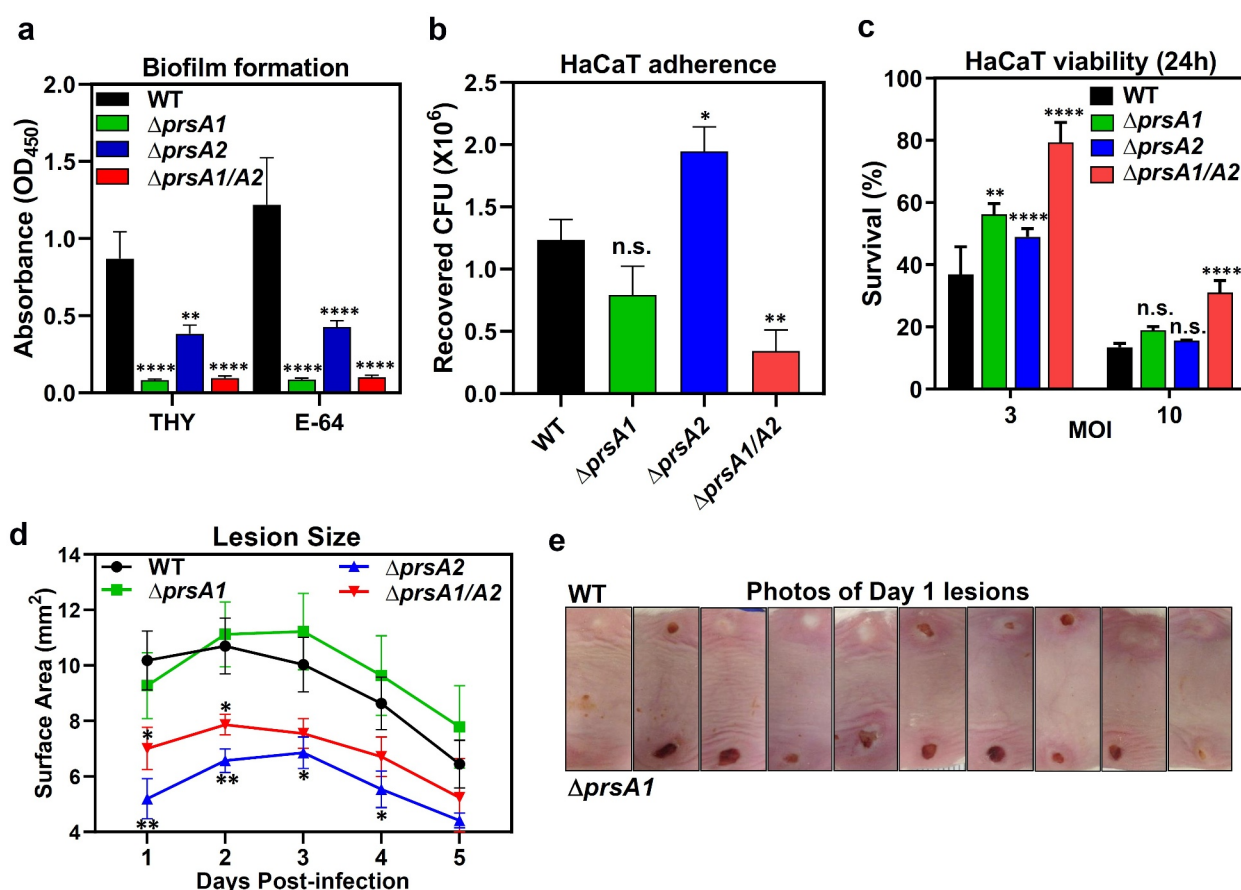 a
Biofilm formation
Absorbance (OD450)
2.0
1.5
1.0
0.5
0.0
WT
ΔprsA1
ΔprsA2
ΔprsA1/A2
****
**
****
****
****
****
THY
E-64
b
HaCaT adherence
Recovered CFU (X10^6)
2.5
2.0
1.5
1.0
0.5
0.0
n.s.
*
**
WT
ΔprsA1
ΔprsA2
ΔprsA1/A2
c
HaCaT viability (24h)
Survival (%)
100
80
60
40
20
0
WT
ΔprsA1
ΔprsA2
ΔprsA1/A2
**
****
****
n.s.
n.s.
****
3
10
MOI
d
Lesion Size
Surface Area (mm2)
14
12
10
8
6
4
WT
ΔprsA1
ΔprsA2
ΔprsA1/A2
*
**
*
**
*
*
1
2
3
4
5
Days Post-infection
e
WT
Photos of Day 1 lesions
ΔprsA1